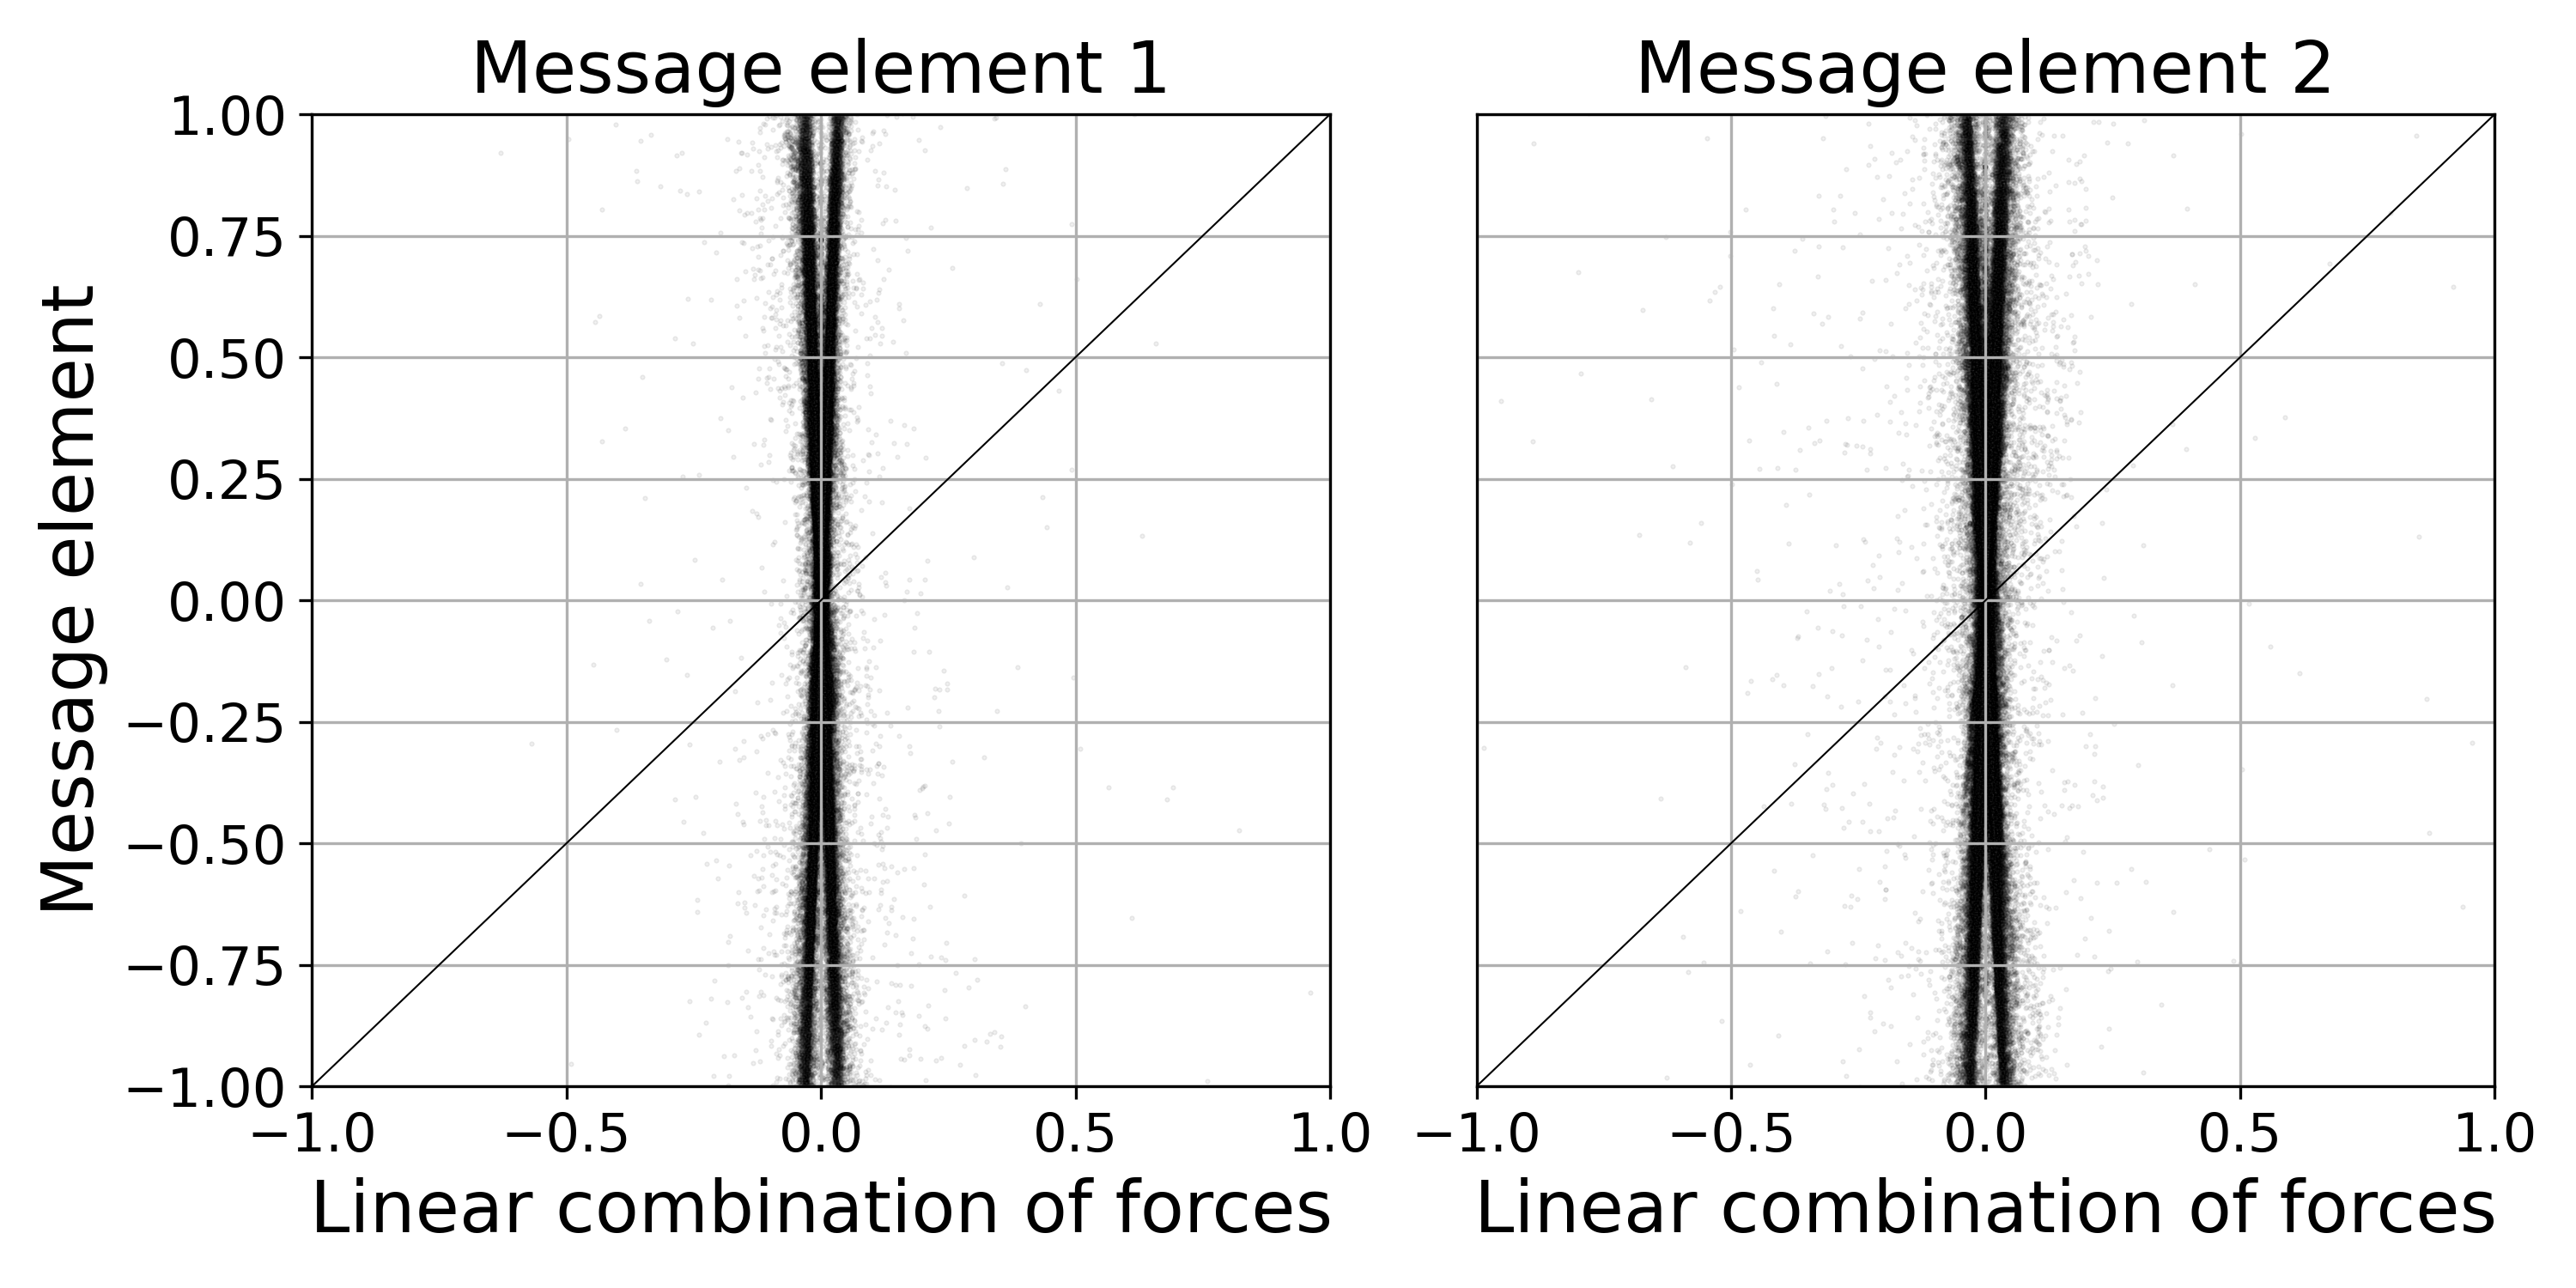 Message element 1
Message element 2
Message element
1.00
0.75
0.50
0.25
0.00
−0.25
−0.50
−0.75
−1.00
−1.0 −0.5 0.0 0.5 1.0
−1.0 −0.5 0.0 0.5 1.0
Linear combination of forces
Linear combination of forces